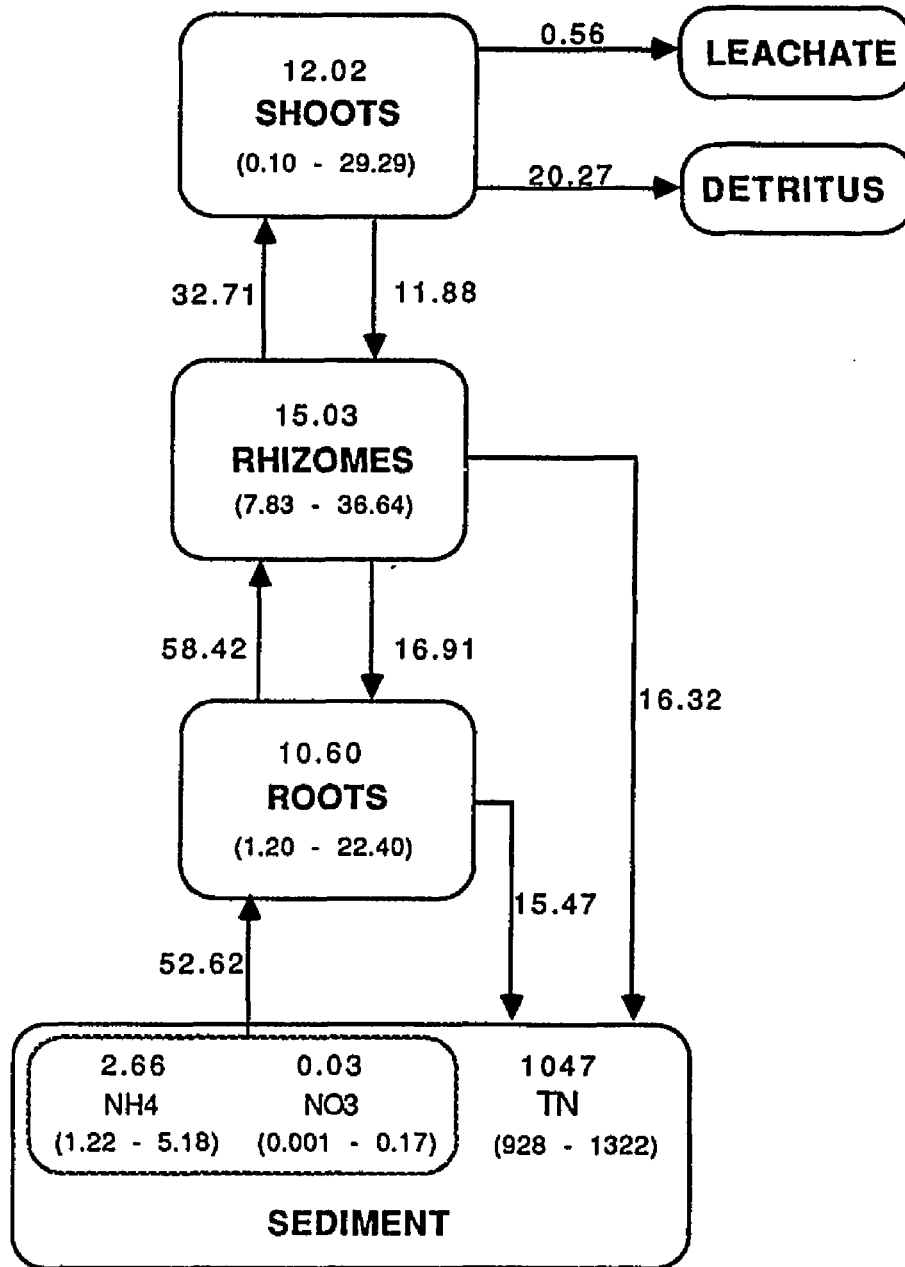 0.56
LEACHATE
12.02
SHOOTS
(0.10 - 29.29)
20.27
DETRITUS
32.71
11.88
15.03
RHIZOMES
(7.83 - 36.64)
58.42
16.91
16.32
10.60
ROOTS
(1.20 - 22.40)
15.47
52.62
2.66
NH4
(1.22 - 5.18)
0.03
NO3
(0.001 - 0.17)
1047
TN
(928 - 1322)
SEDIMENT